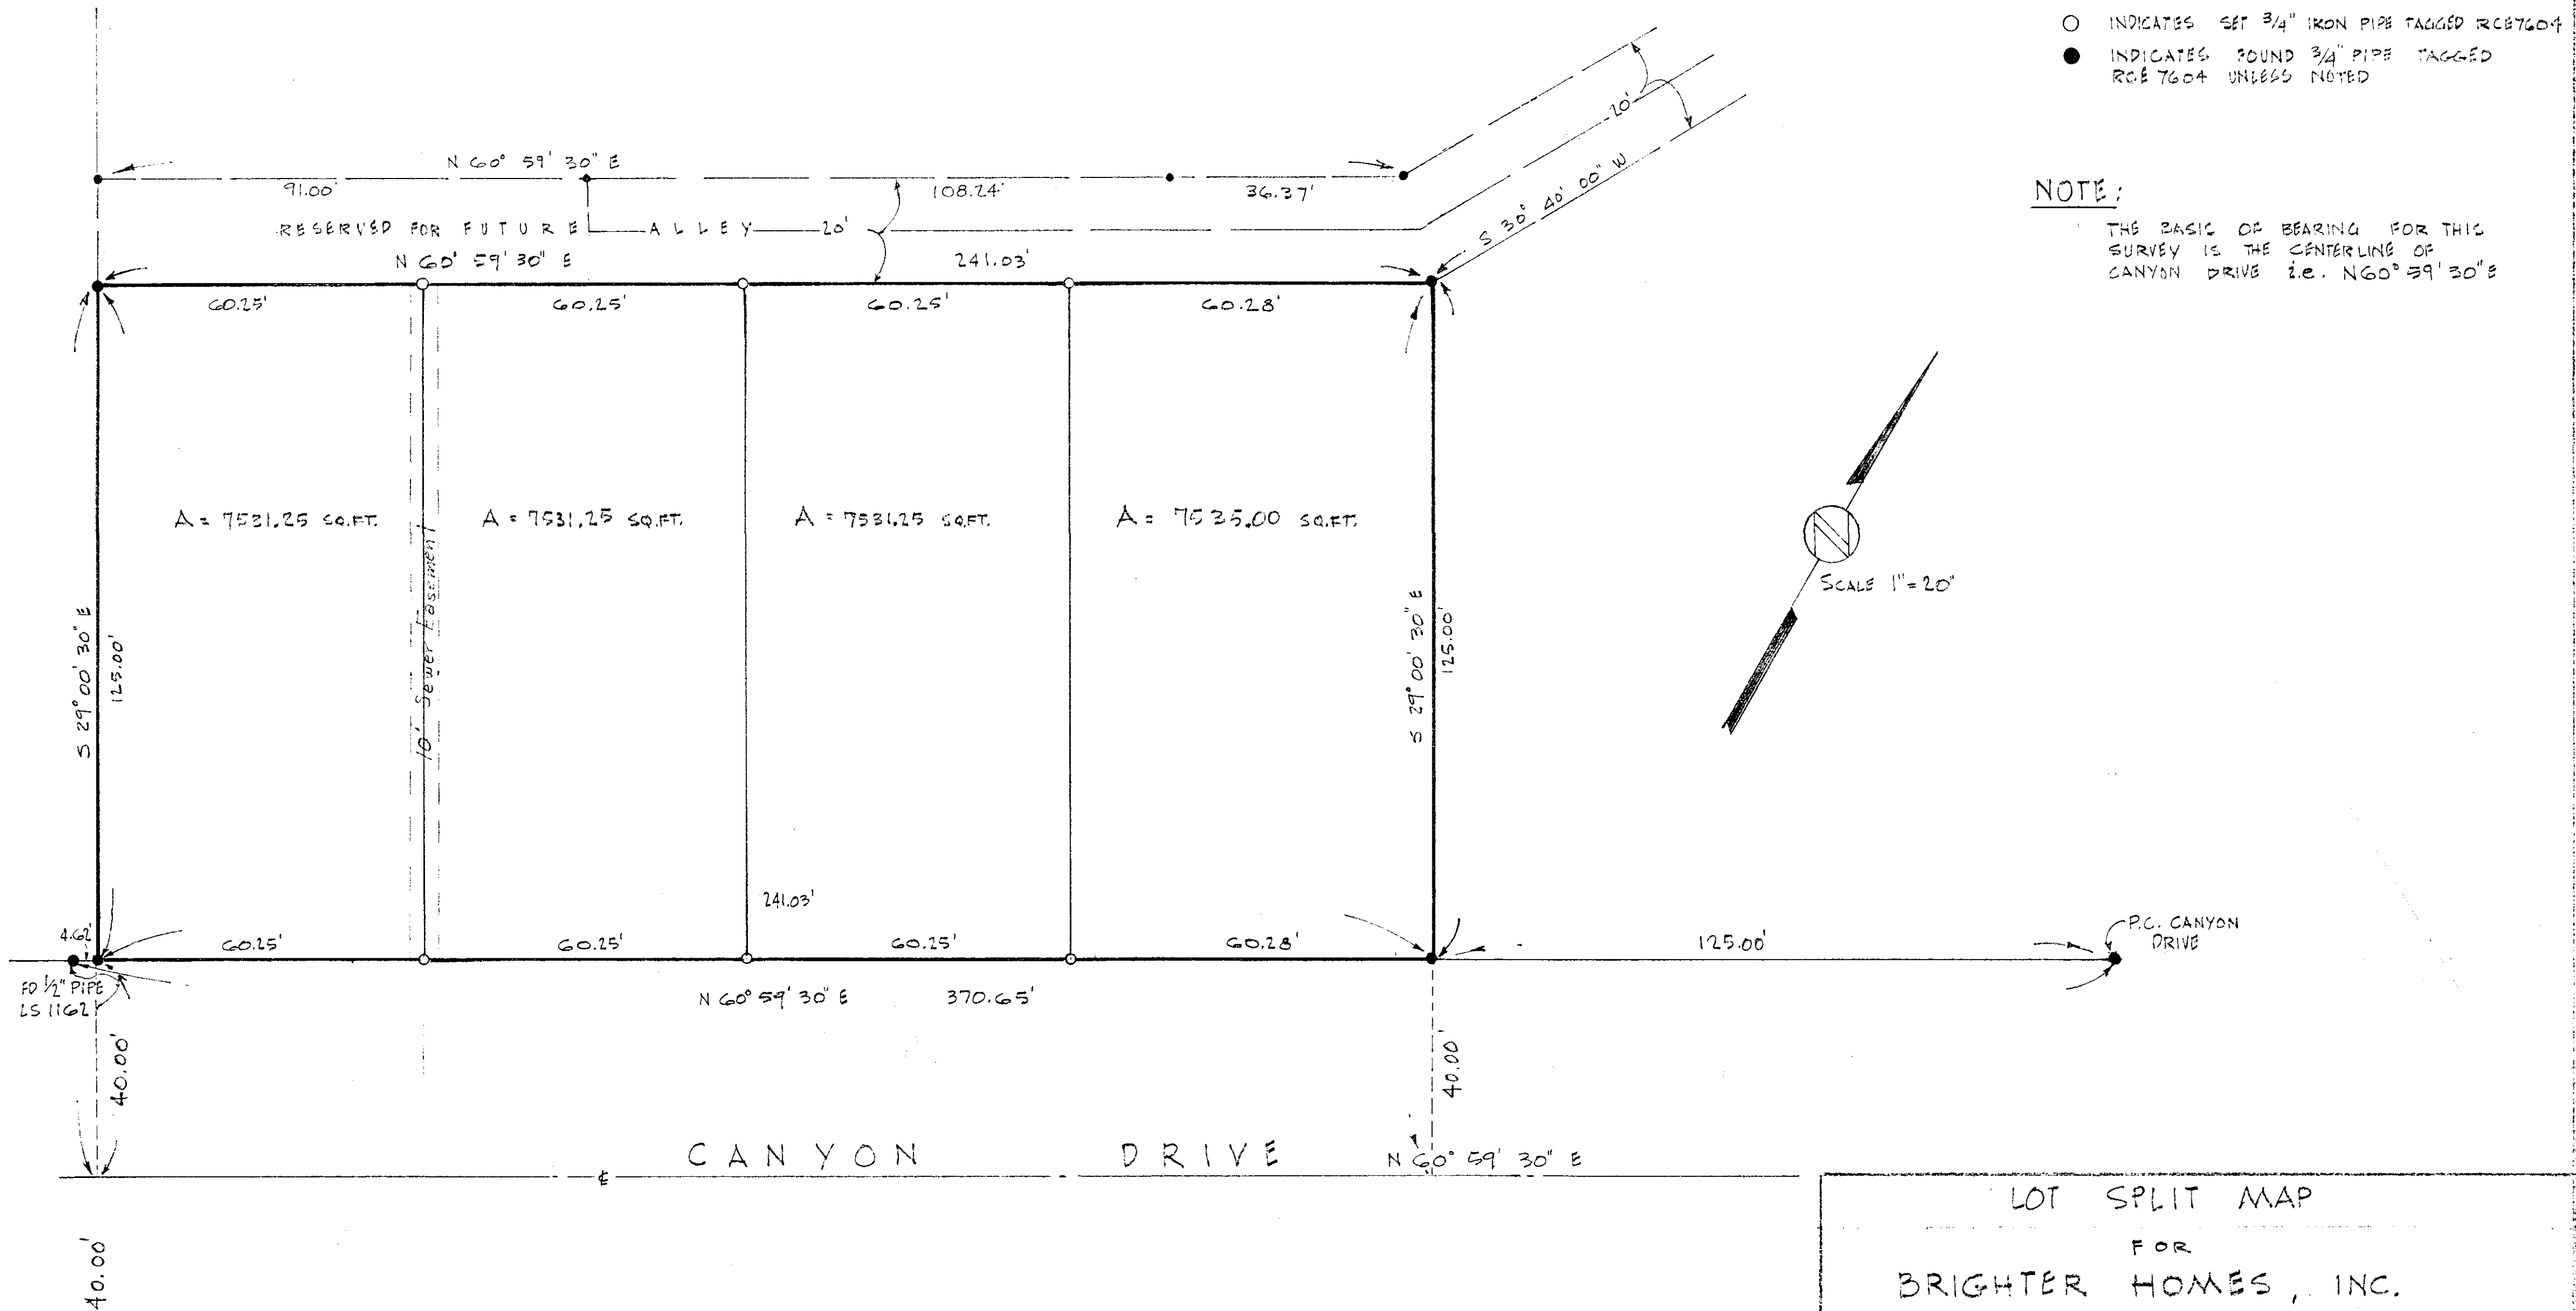 ○ INDICATES SET 3/4" IRON PIPE TAGGED RCE7604
● INDICATES FOUND 3/4" PIPE TAGGED
RCE 7604 UNLESS NOTED
20'
N 60° 59' 30" E
91.00'
108.24'
36.37'
S 30° 40' 00" W
NOTE:
THE BASIS OF BEARING FOR THIS
SURVEY IS THE CENTERLINE OF
CANYON DRIVE i.e. N60° 59' 30" E
RESERVED FOR FUTURE ALLEY 20'
N 60° 59' 30" E
241.03'
60.25'
60.25'
60.25'
60.28'
A = 7531.25 SQ.FT.
A = 7531.25 SQ.FT.
A = 7531.25 SQ.FT.
A = 7535.00 SQ.FT.
10' Sewer Easement
S 29° 00' 30" E
125.00'
S 29° 00' 30" E
125.00'
N
SCALE 1"=20"
241.03'
4.62'
60.25'
60.25'
60.25'
60.28'
125.00'
P.C. CANYON
DRIVE
FD 1/2" PIPE
LS 1162
N 60° 59' 30" E
370.65'
40.00'
40.00'
CANYON DRIVE
N 60° 59' 30" E
℄
40.00'
LOT SPLIT MAP
FOR
BRIGHTER HOMES, INC.